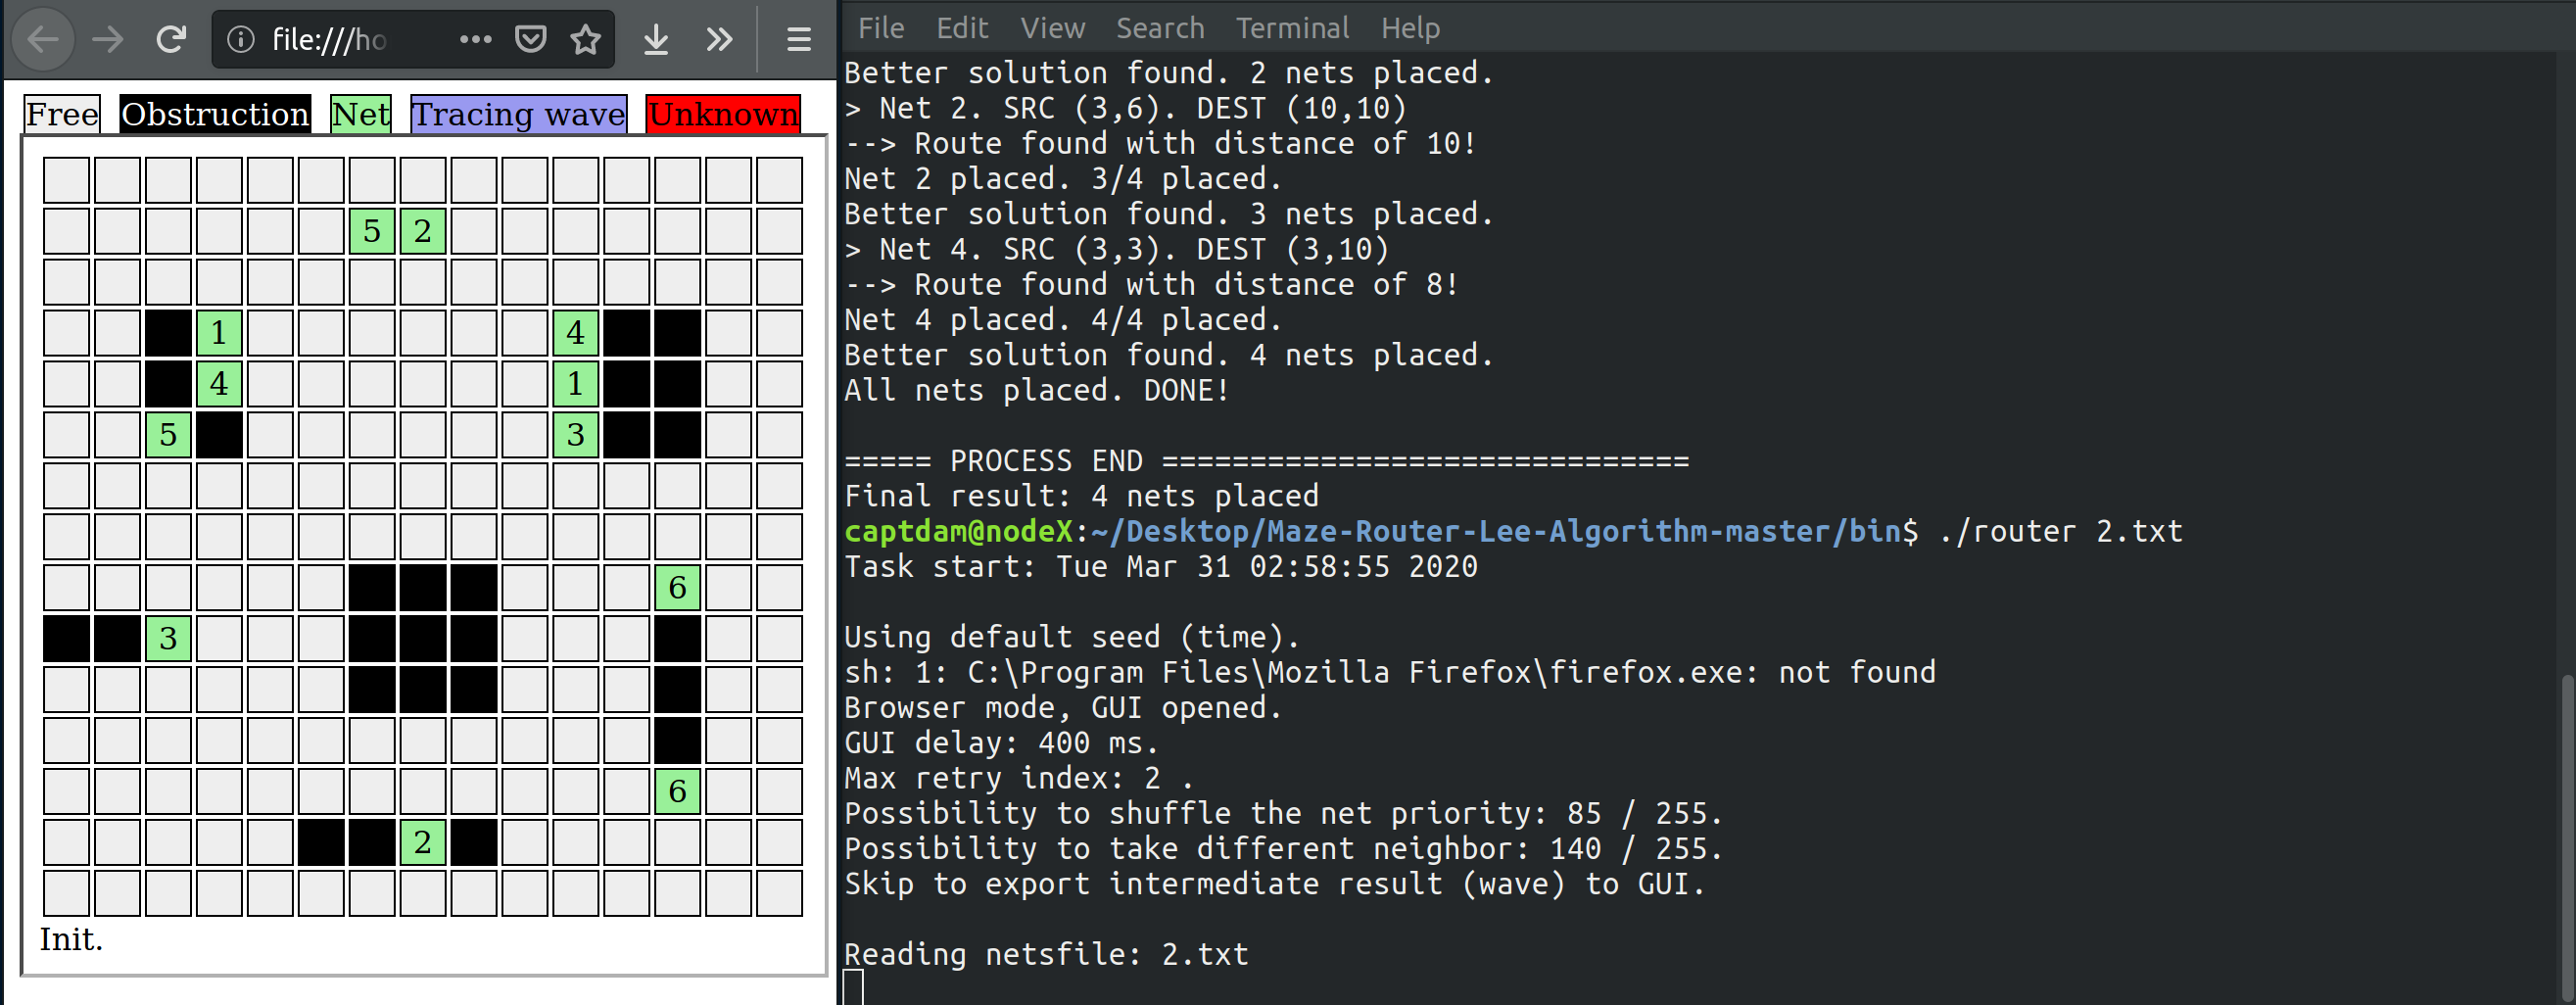 file:///ho
Free Obstruction Net Tracing wave Unknown
5 2
1 4
4 1
5 3
6
3
6
2
Init.
File Edit View Search Terminal Help
Better solution found. 2 nets placed.
> Net 2. SRC (3,6). DEST (10,10)
--> Route found with distance of 10!
Net 2 placed. 3/4 placed.
Better solution found. 3 nets placed.
> Net 4. SRC (3,3). DEST (3,10)
--> Route found with distance of 8!
Net 4 placed. 4/4 placed.
Better solution found. 4 nets placed.
All nets placed. DONE!
===== PROCESS END ==============================
Final result: 4 nets placed
captdam@nodeX:~/Desktop/Maze-Router-Lee-Algorithm-master/bin$ ./router 2.txt
Task start: Tue Mar 31 02:58:55 2020
Using default seed (time).
sh: 1: C:\Program Files\Mozilla Firefox\firefox.exe: not found
Browser mode, GUI opened.
GUI delay: 400 ms.
Max retry index: 2 .
Possibility to shuffle the net priority: 85 / 255.
Possibility to take different neighbor: 140 / 255.
Skip to export intermediate result (wave) to GUI.
Reading netsfile: 2.txt